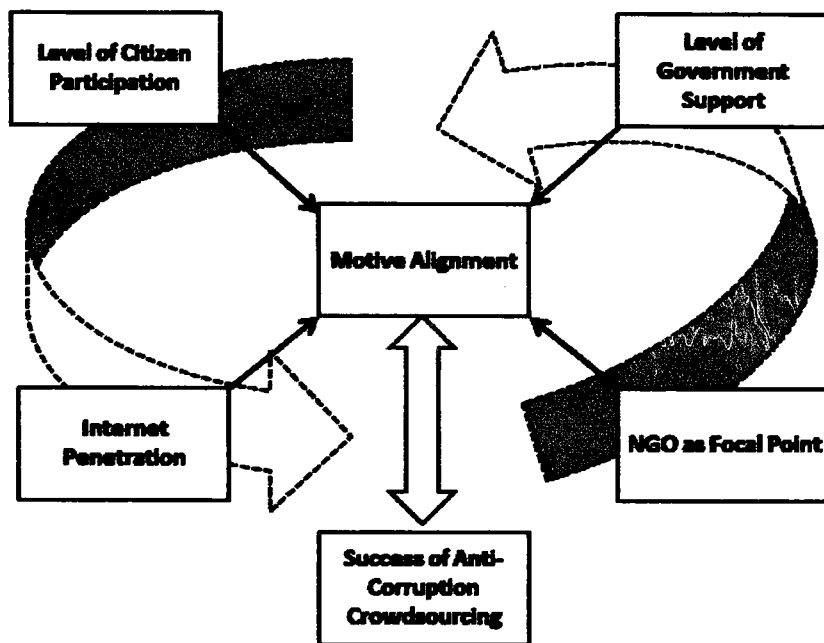 Level of Citizen
Participation
Level of
Government
Support
Motive Alignment
Internet
Penetration
NGO as Focal Point
Success of Anti-
Corruption
Crowdsourcing